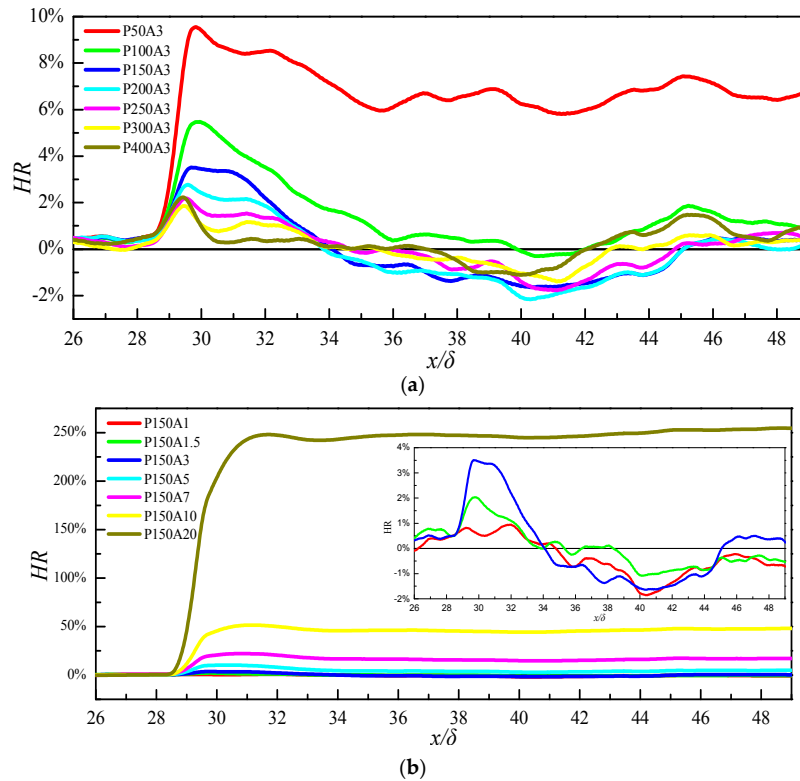 10%
8%
6%
4%
2%
0%
-2%
HR
P50A3
P100A3
P150A3
P200A3
P250A3
P300A3
P400A3
26 28 30 32 34 36 38 40 42 44 46 48
x/δ
(a)
250%
200%
150%
100%
50%
0%
HR
P150A1
P150A1.5
P150A3
P150A5
P150A7
P150A10
P150A20
4%
3%
2%
1%
0%
-1%
-2%
HR
26 28 30 32 34 36 38 40 42 44 46 48
x/δ
26 28 30 32 34 36 38 40 42 44 46 48
x/δ
(b)